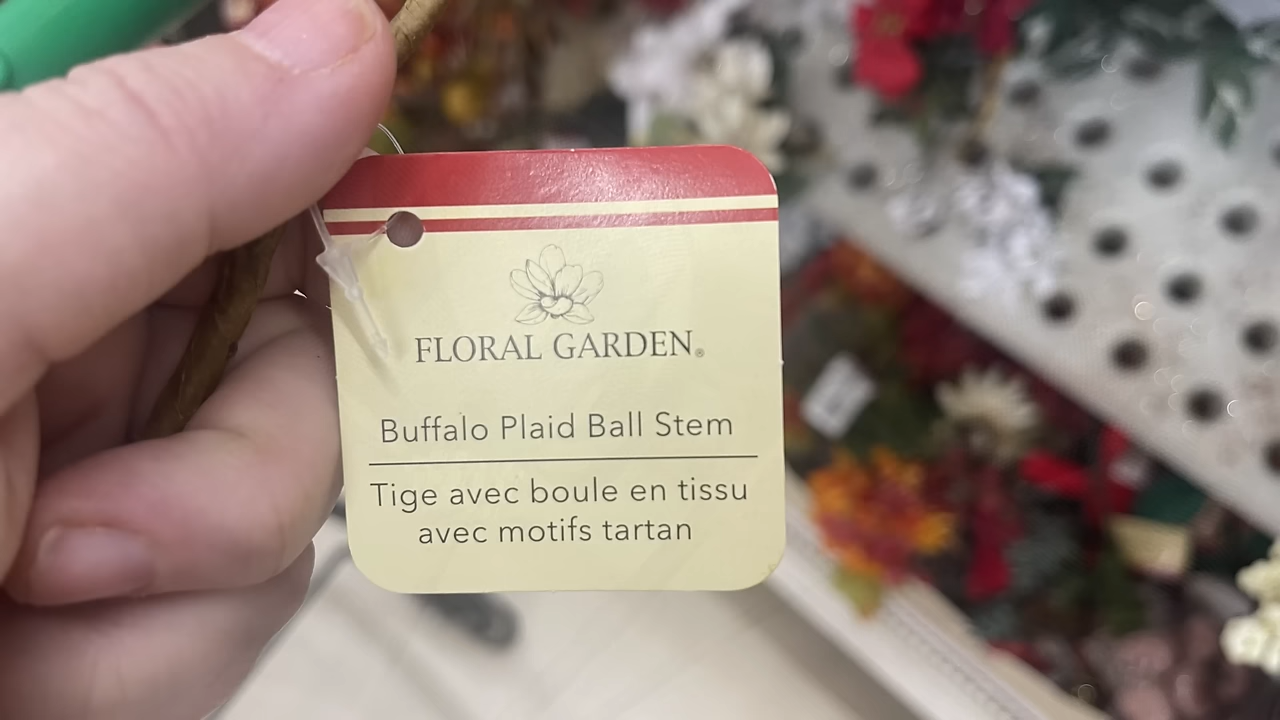 FLORAL GARDEN®
Buffalo Plaid Ball Stem
Tige avec boule en tissu
avec motifs tartan